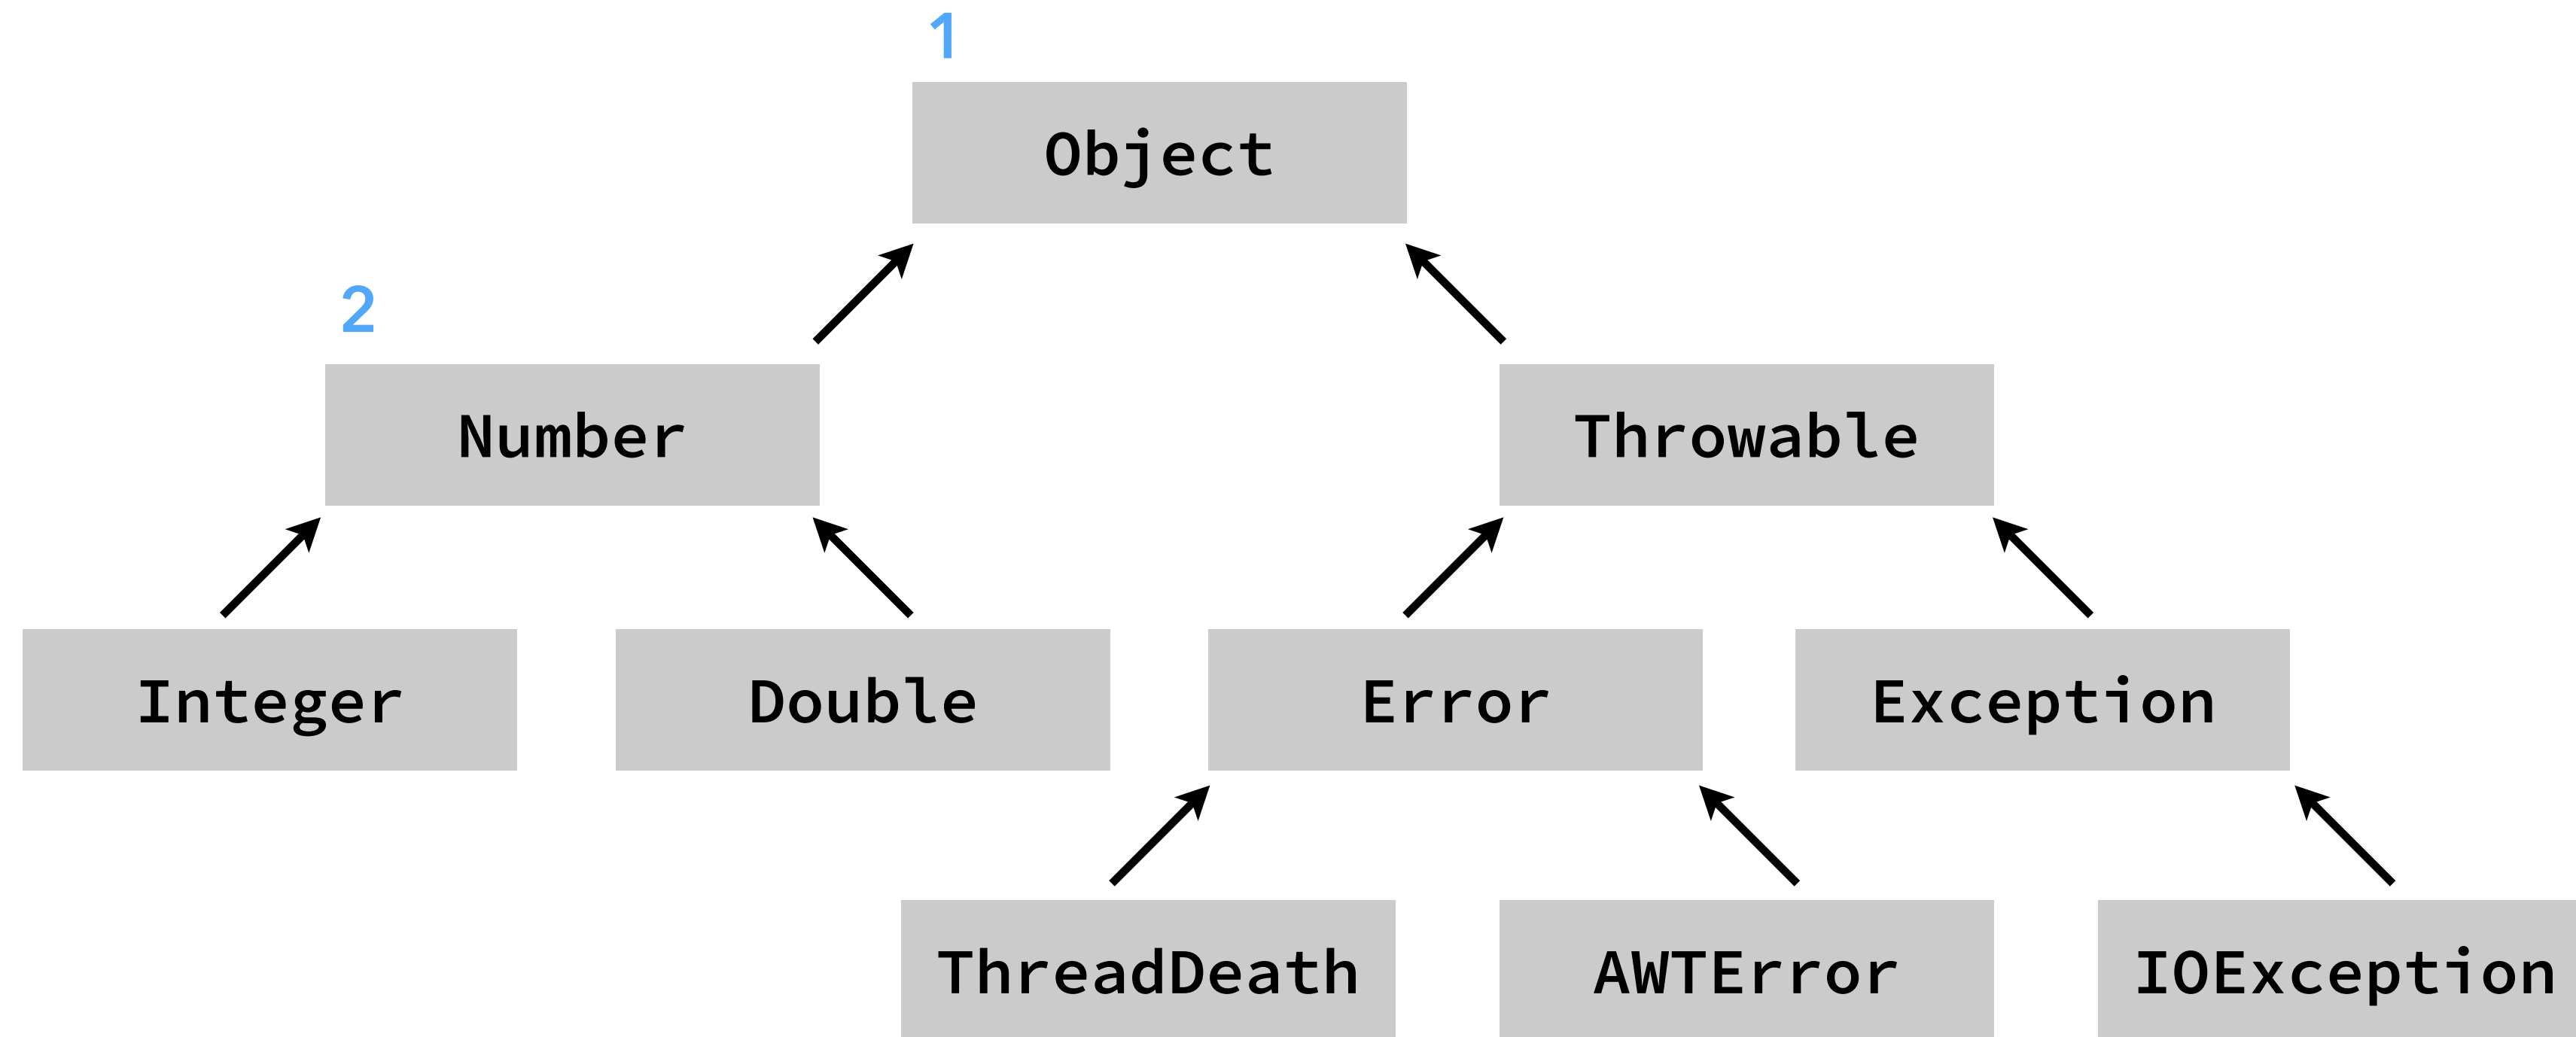 1
Object
2
Number
Throwable
Integer
Double
Error
Exception
ThreadDeath
AWTError
IOException